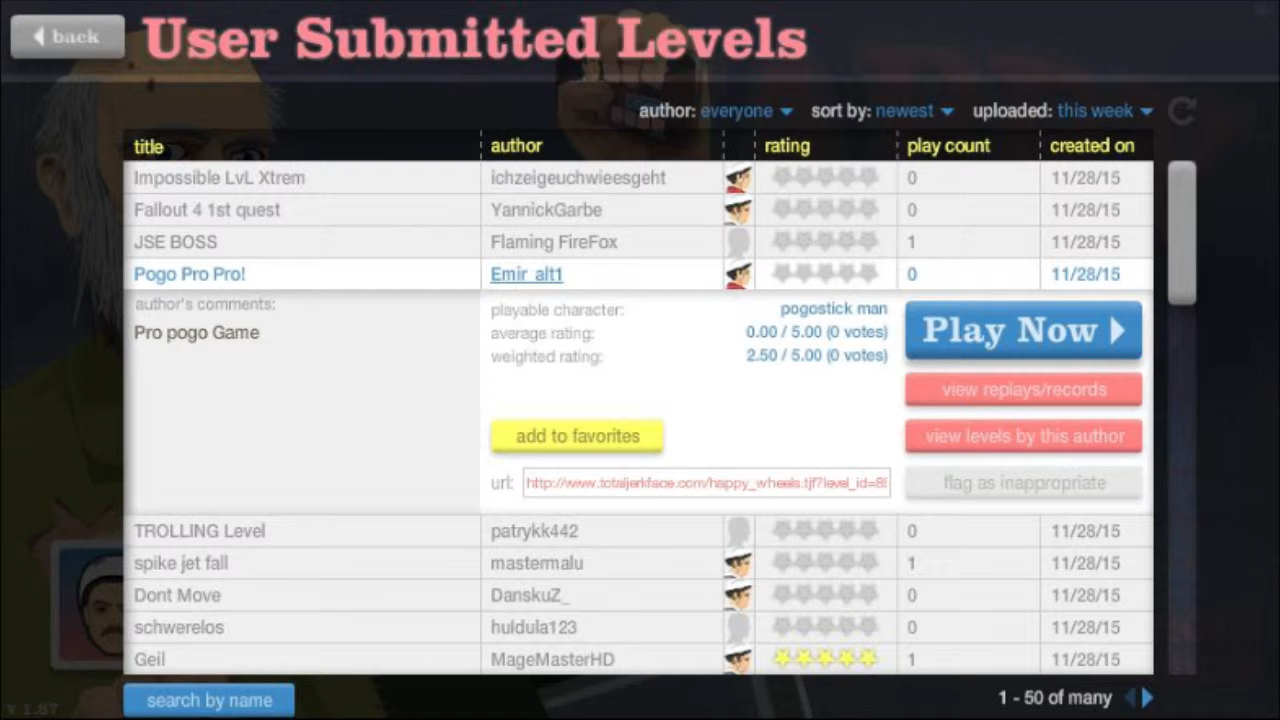 back
User Submitted Levels
author: everyone sort by: newest uploaded: this week
title author rating play count created on
Impossible LvL Xtrem ichzeigeuchwieesgeht 0 11/28/15
Fallout 4 1st quest YannickGarbe 0 11/28/15
JSE BOSS Flaming FireFox 1 11/28/15
Pogo Pro Pro! Emir_alt1 0 11/28/15
author's comments:
Pro pogo Game
playable character: pogostick man
average rating: 0.00 / 5.00 (0 votes)
weighted rating: 2.50 / 5.00 (0 votes)
add to favorites
url: http://www.totaljerkface.com/happy_wheels.tjf?level_id=8
Play Now
view replays/records
view levels by this author
flag as inappropriate
TROLLING Level patrykk442 0 11/28/15
spike jet fall mastermalu 1 11/28/15
Dont Move DanskuZ_ 0 11/28/15
schwerelos huldula123 0 11/28/15
Geil MageMasterHD 1 11/28/15
search by name
1 - 50 of many
v 1.87